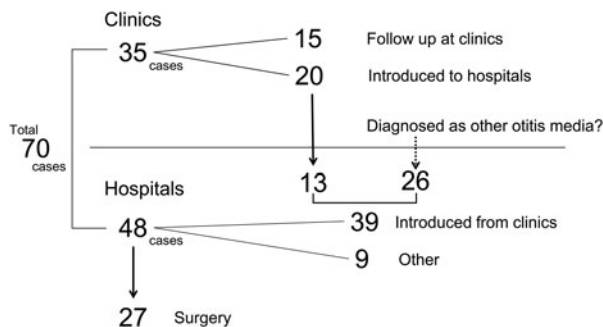 Clinics
35 cases
15 Follow up at clinics
20 Introduced to hospitals
Total
70 cases
Diagnosed as other otitis media?
13 26
Hospitals
39 Introduced from clinics
48 cases
9 Other
27 Surgery